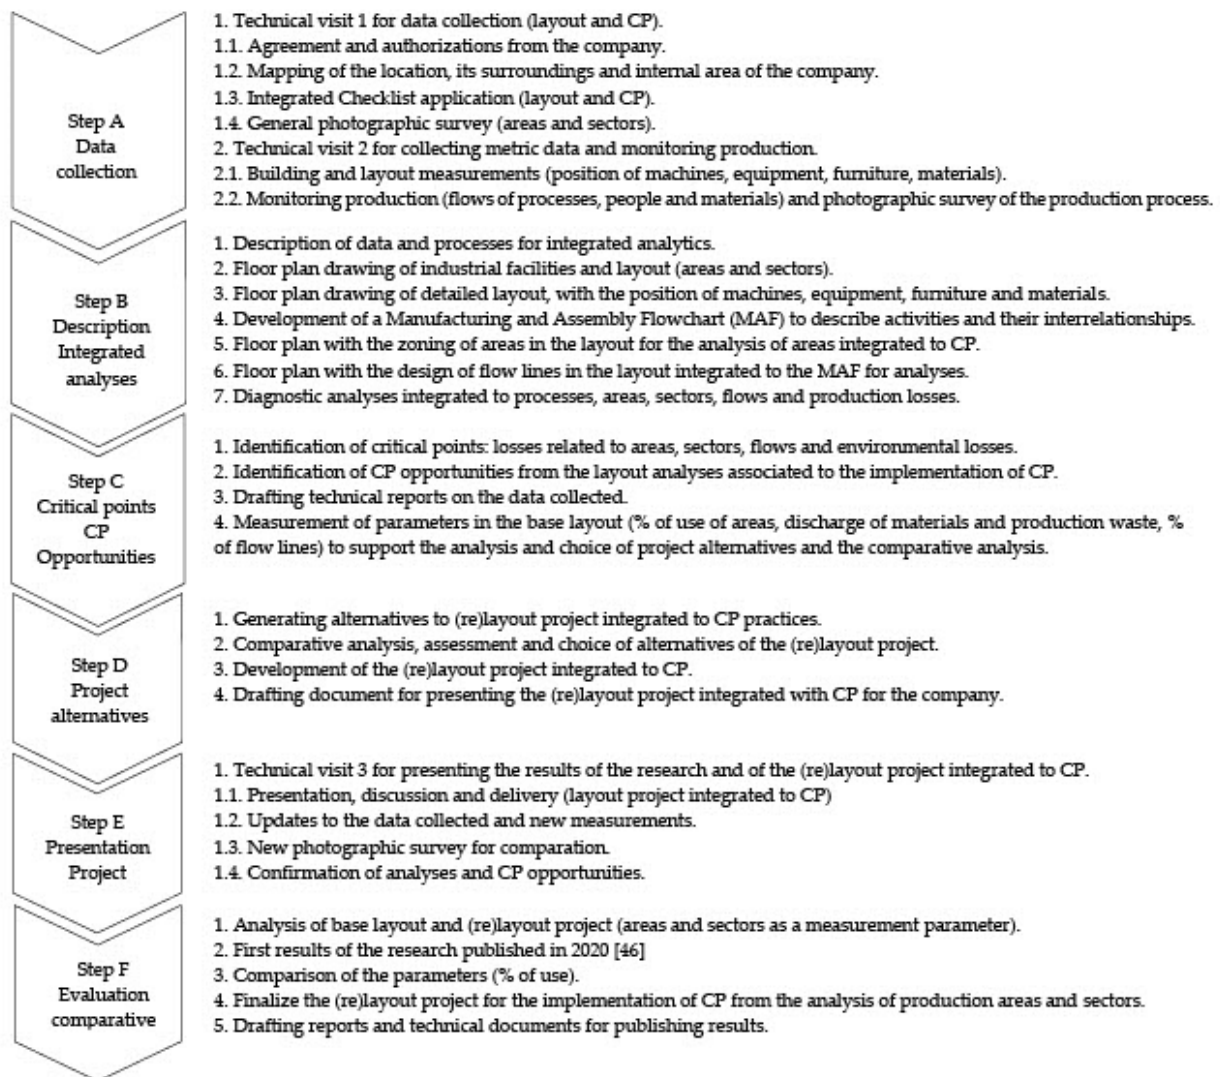 Step A
Data
collection
1. Technical visit 1 for data collection (layout and CP).
1.1. Agreement and authorizations from the company.
1.2. Mapping of the location, its surroundings and internal area of the company.
1.3. Integrated Checklist application (layout and CP).
1.4. General photographic survey (areas and sectors).
2. Technical visit 2 for collecting metric data and monitoring production.
2.1. Building and layout measurements (position of machines, equipment, furniture, materials).
2.2. Monitoring production (flows of processes, people and materials) and photographic survey of the production process.
Step B
Description
Integrated
analyses
1. Description of data and processes for integrated analytics.
2. Floor plan drawing of industrial facilities and layout (areas and sectors).
3. Floor plan drawing of detailed layout, with the position of machines, equipment, furniture and materials.
4. Development of a Manufacturing and Assembly Flowchart (MAF) to describe activities and their interrelationships.
5. Floor plan with the zoning of areas in the layout for the analysis of areas integrated to CP.
6. Floor plan with the design of flow lines in the layout integrated to the MAF for analyses.
7. Diagnostic analyses integrated to processes, areas, sectors, flows and production losses.
Step C
Critical points
CP
Opportunities
1. Identification of critical points: losses related to areas, sectors, flows and environmental losses.
2. Identification of CP opportunities from the layout analyses associated to the implementation of CP.
3. Drafting technical reports on the data collected.
4. Measurement of parameters in the base layout (% of use of areas, discharge of materials and production waste, %
of flow lines) to support the analysis and choice of project alternatives and the comparative analysis.
Step D
Project
alternatives
1. Generating alternatives to (re)layout project integrated to CP practices.
2. Comparative analysis, assessment and choice of alternatives of the (re)layout project.
3. Development of the (re)layout project integrated to CP.
4. Drafting document for presenting the (re)layout project integrated with CP for the company.
Step E
Presentation
Project
1. Technical visit 3 for presenting the results of the research and of the (re)layout project integrated to CP.
1.1. Presentation, discussion and delivery (layout project integrated to CP)
1.2. Updates to the data collected and new measurements.
1.3. New photographic survey for comparation.
1.4. Confirmation of analyses and CP opportunities.
Step F
Evaluation
comparative
1. Analysis of base layout and (re)layout project (areas and sectors as a measurement parameter).
2. First results of the research published in 2020 [46]
3. Comparison of the parameters (% of use).
4. Finalize the (re)layout project for the implementation of CP from the analysis of production areas and sectors.
5. Drafting reports and technical documents for publishing results.